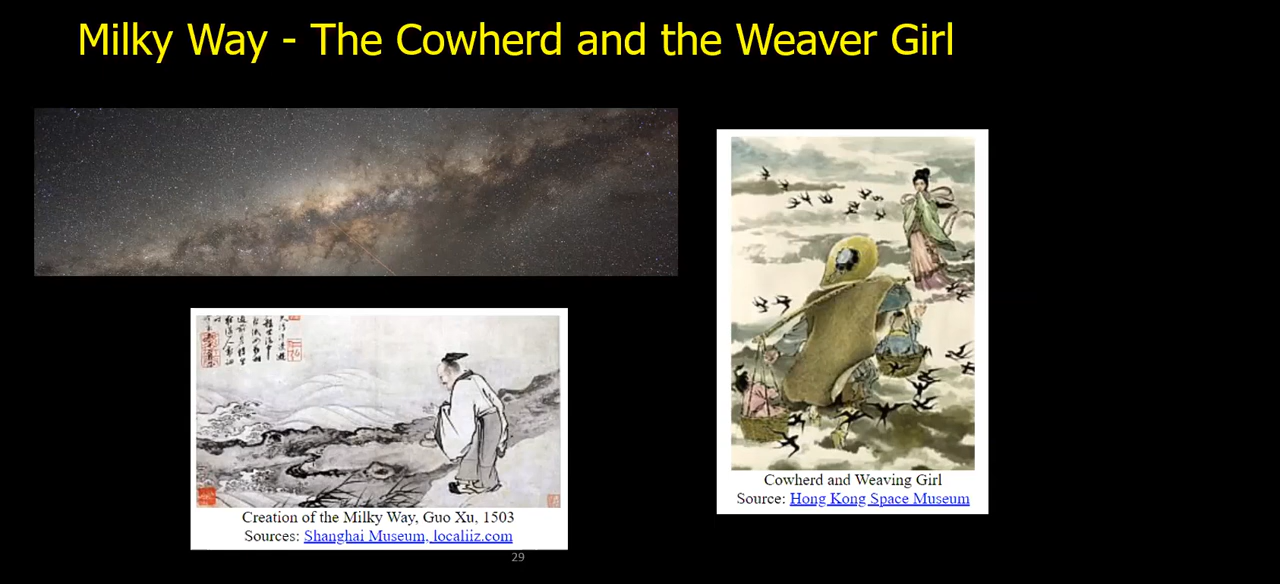 Milky Way - The Cowherd and the Weaver Girl
Creation of the Milky Way, Guo Xu, 1503
Sources: Shanghai Museum, localiiz.com
Cowherd and Weaving Girl
Source: Hong Kong Space Museum
29